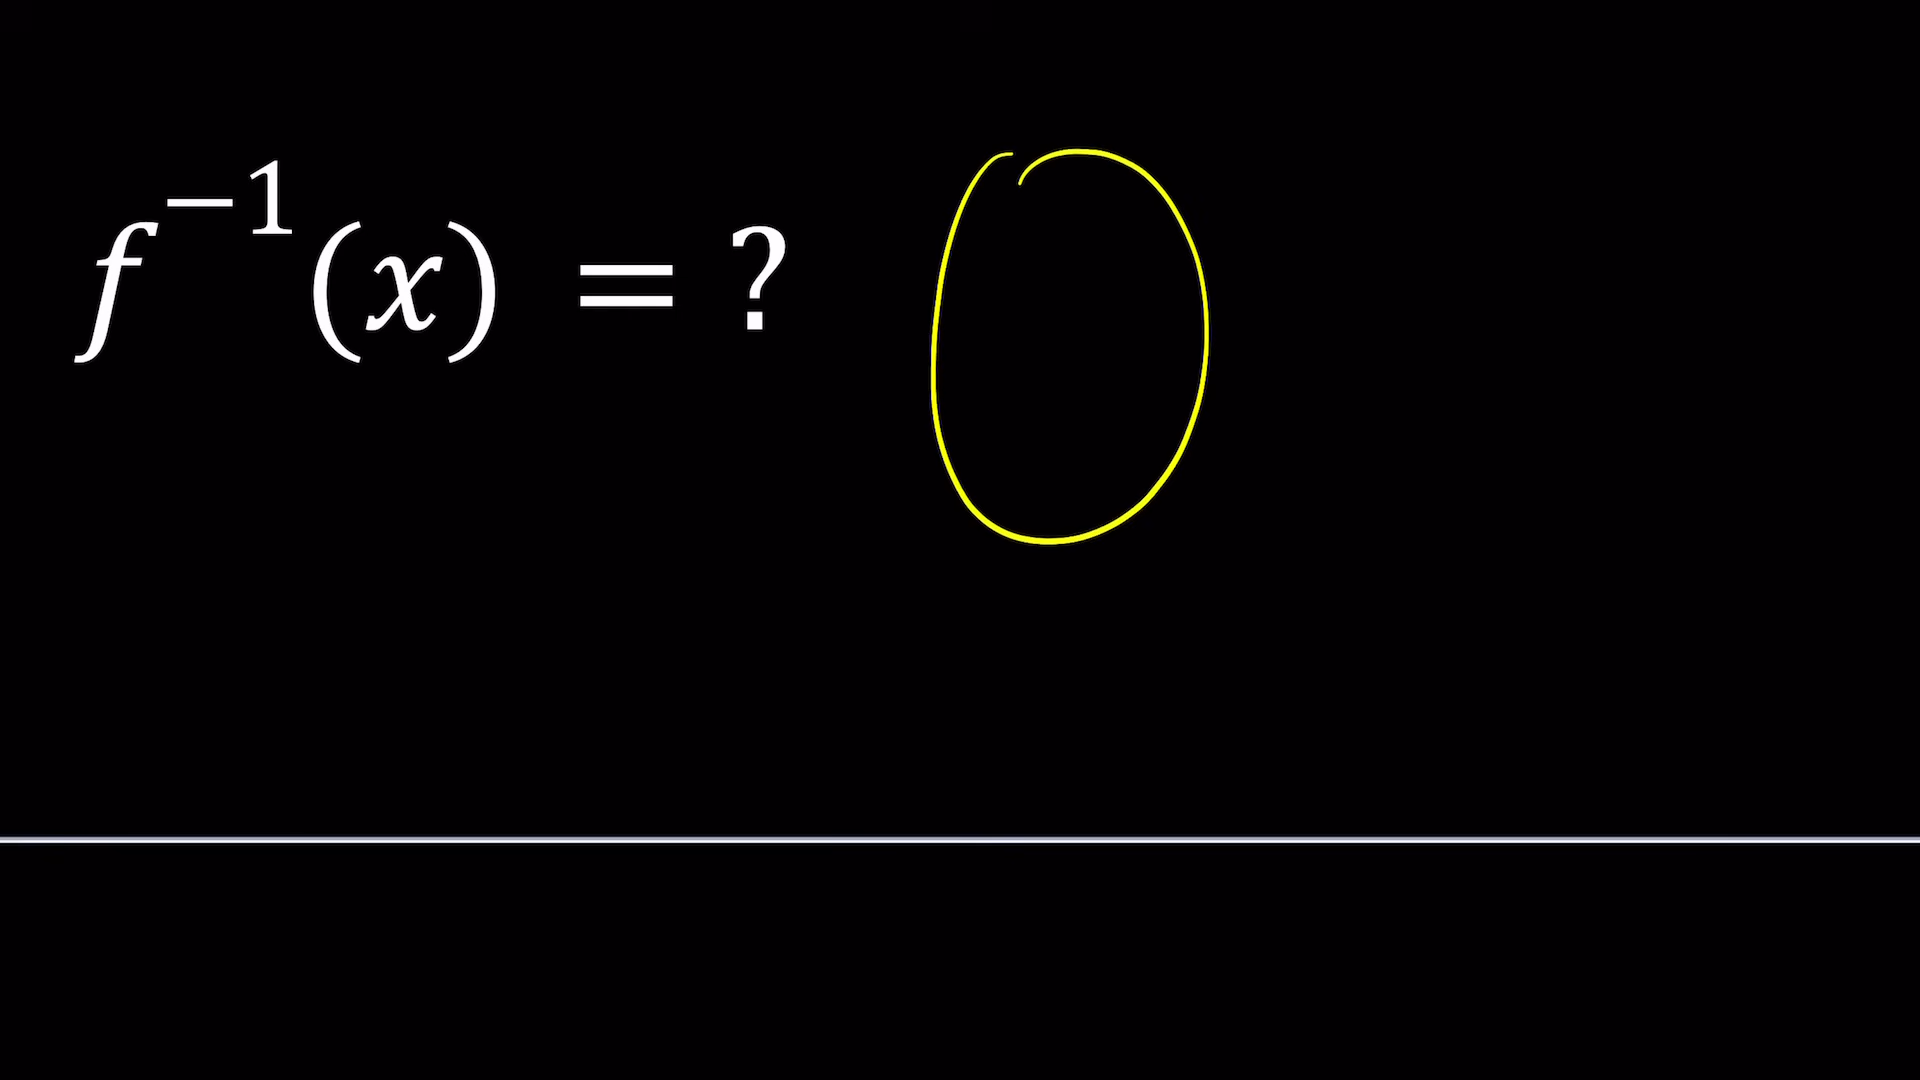 f⁻¹(x) = ?